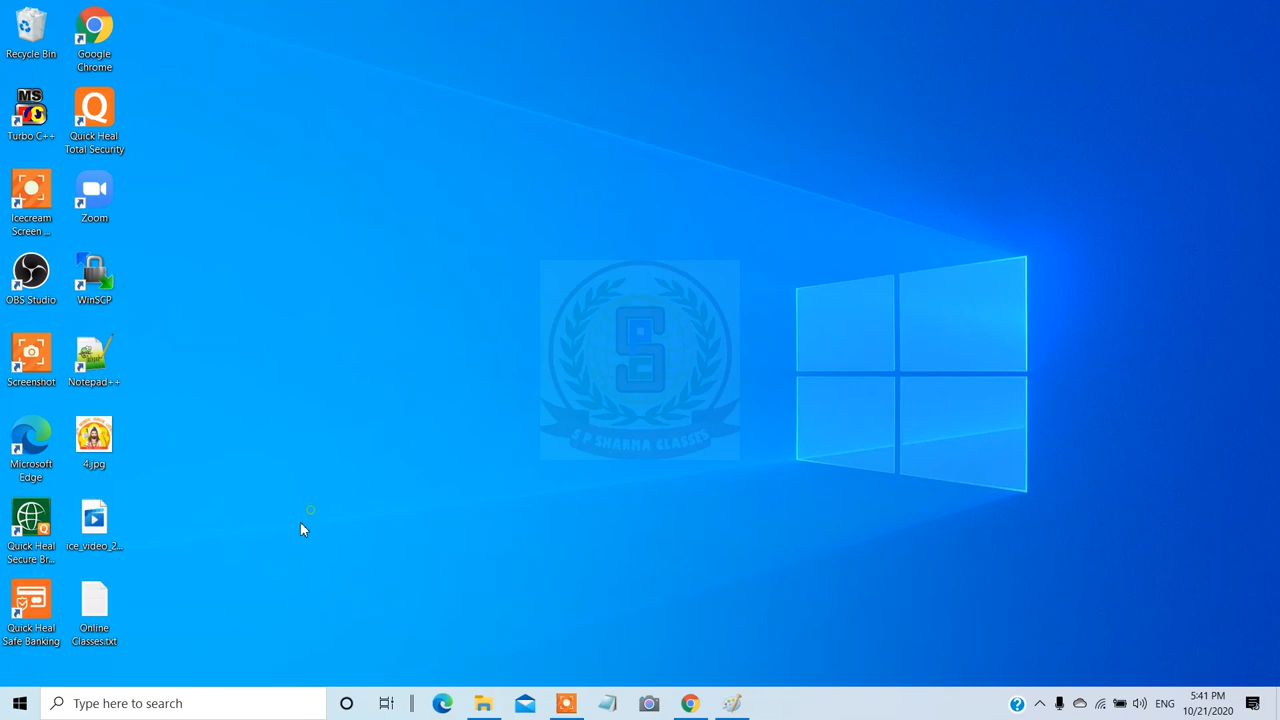 Recycle Bin
Google
Chrome
MS
Turbo C++
Q
Quick Heal
Total Security
Icecream
Screen ...
Zoom
OBS Studio
WinSCP
Screenshot
Notepad++
Microsoft
Edge
4.jpg
Quick Heal
Secure Br...
ice_video_2...
Quick Heal
Safe Banking
Online
Classes.txt
S
S P SHARMA CLASSES
Type here to search
ENG
5:41 PM
10/21/2020